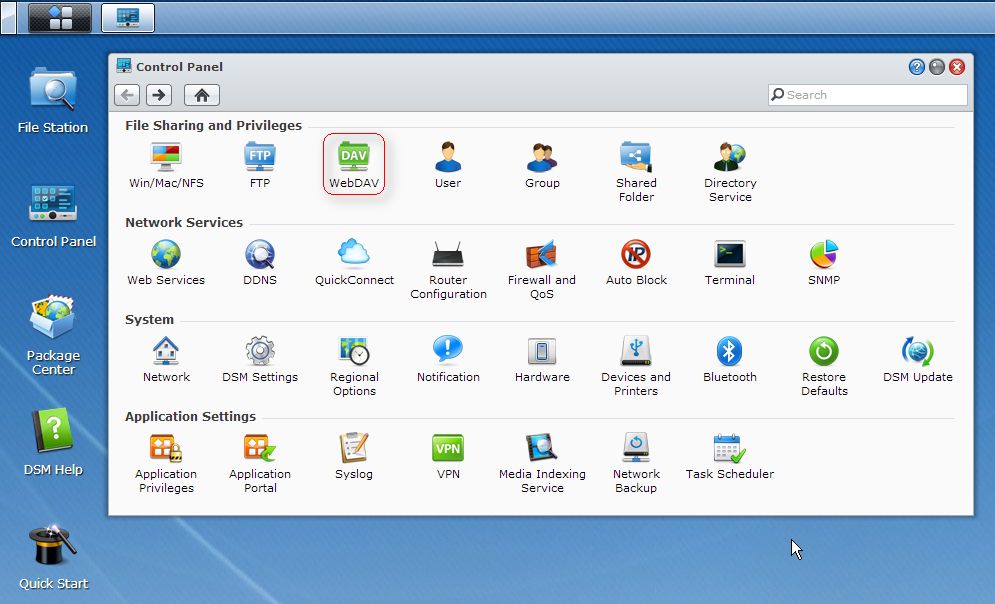 Control Panel
Search
File Station
Control Panel
Package
Center
?
DSM Help
Quick Start
File Sharing and Privileges
Win/Mac/NFS
FTP
FTP
DAV
WebDAV
User
Group
Shared
Folder
Directory
Service
Network Services
Web Services
DDNS
QuickConnect
Router
Configuration
Firewall and
QoS
IP
Auto Block
Terminal
SNMP
System
Network
DSM Settings
Regional
Options
Notification
Hardware
Devices and
Printers
Bluetooth
Restore
Defaults
DSM Update
Application Settings
Application
Privileges
Application
Portal
Syslog
VPN
VPN
Media Indexing
Service
Network
Backup
Task Scheduler